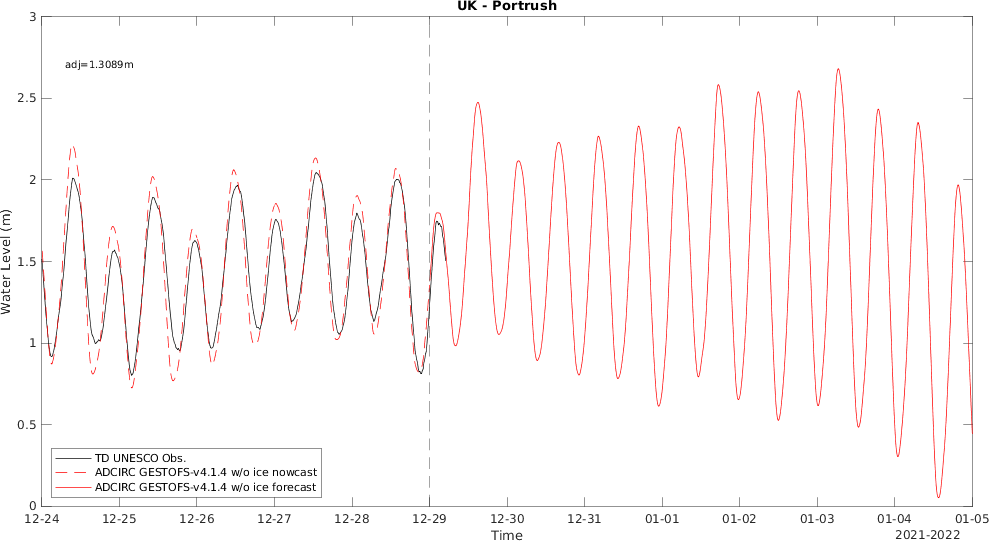 UK - Portrush
adj=1.3089m
3
2.5
2
1.5
1
0.5
0
Water Level (m)
TD UNESCO Obs.
ADCIRC GESTOFS-v4.1.4 w/o ice nowcast
ADCIRC GESTOFS-v4.1.4 w/o ice forecast
12-24 12-25 12-26 12-27 12-28 12-29 12-30 12-31 01-01 01-02 01-03 01-04 01-05
Time
2021-2022